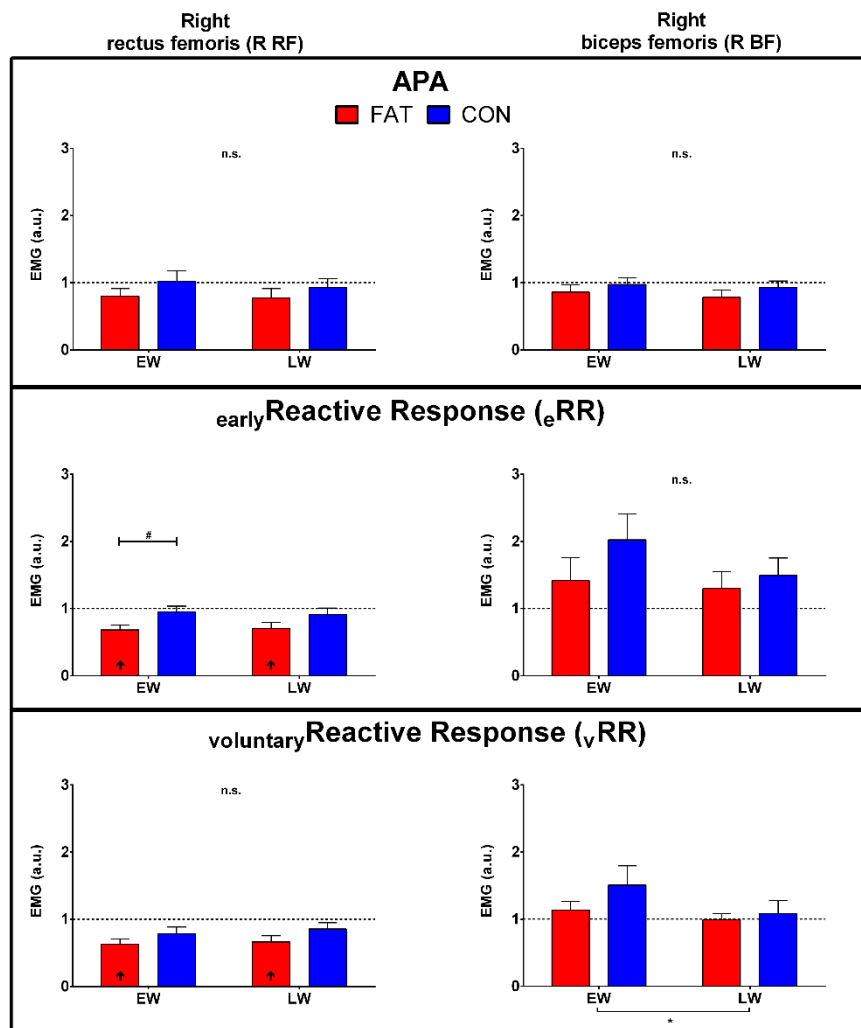 Right
rectus femoris (R RF)
Right
biceps femoris (R BF)
APA
FAT CON
n.s.
EMG (a.u.)
3
2
1
0
EW LW
n.s.
EMG (a.u.)
3
2
1
0
EW LW
earlyReactive Response (eRR)
#
EMG (a.u.)
3
2
1
0
EW LW
n.s.
EMG (a.u.)
3
2
1
0
EW LW
voluntaryReactive Response (vRR)
n.s.
EMG (a.u.)
3
2
1
0
EW LW
EMG (a.u.)
3
2
1
0
EW LW
*